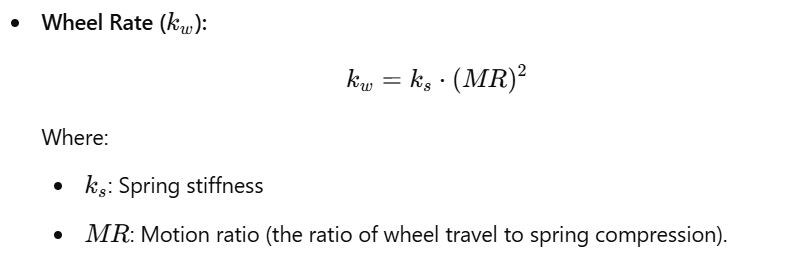 • Wheel Rate (k_w):
k_w = k_s · (MR)²
Where:
• k_s: Spring stiffness
• MR: Motion ratio (the ratio of wheel travel to spring compression).